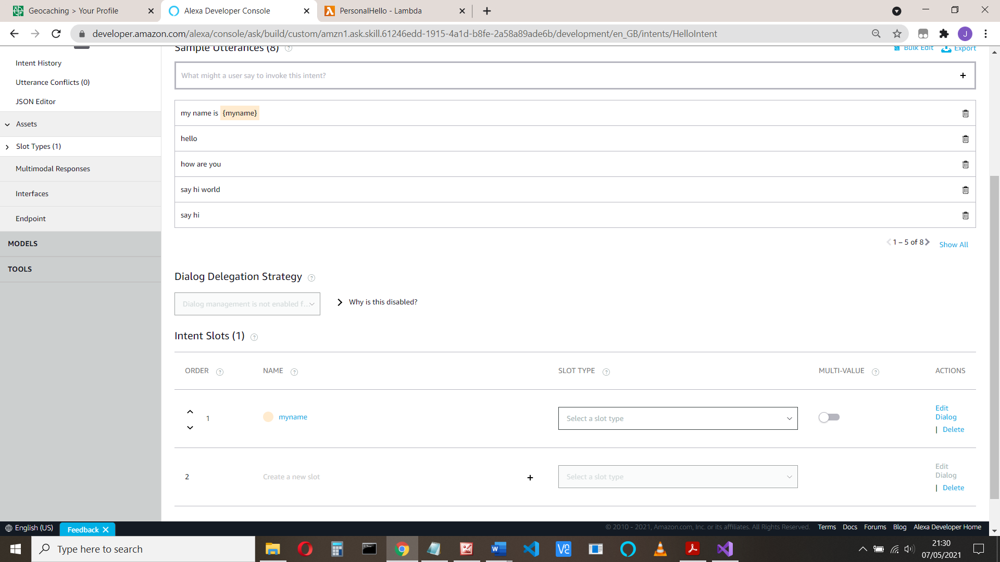 Geocaching > Your Profile
Alexa Developer Console
PersonalHello - Lambda
developer.amazon.com/alexa/console/ask/build/custom/amzn1.ask.skill.61246edd-1915-4a1d-b8fe-2a58a89ade6b/development/en_GB/intents/HelloIntent
J
Intent History
Utterance Conflicts (0)
JSON Editor
Assets
Slot Types (1)
Multimodal Responses
Interfaces
Endpoint
MODELS
TOOLS
Sample Utterances (8) ?
Bulk Edit Export
What might a user say to invoke this intent?
my name is {myname}
hello
how are you
say hi world
say hi
1 – 5 of 8 Show All
Dialog Delegation Strategy ?
Dialog management is not enabled f...
Why is this disabled?
Intent Slots (1) ?
ORDER ? NAME ? SLOT TYPE ? MULTI-VALUE ? ACTIONS
1 myname Select a slot type
Edit
Dialog
| Delete
2 Create a new slot + Select a slot type
Edit
Dialog
| Delete
English (US)
Feedback
© 2010 - 2021, Amazon.com, Inc. or its affiliates. All Rights Reserved. Terms Docs Forums Blog Alexa Developer Home
Type here to search
21:30
07/05/2021